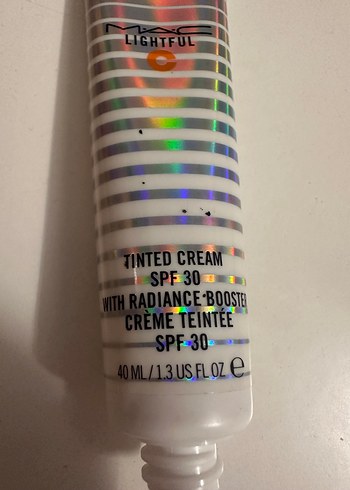 MAC
LIGHTFUL
C
TINTED CREAM
SPF 30
WITH RADIANCE·BOOSTER
CRÈME TEINTÉE
SPF 30
40 ML / 1.3 US FL OZ ℮